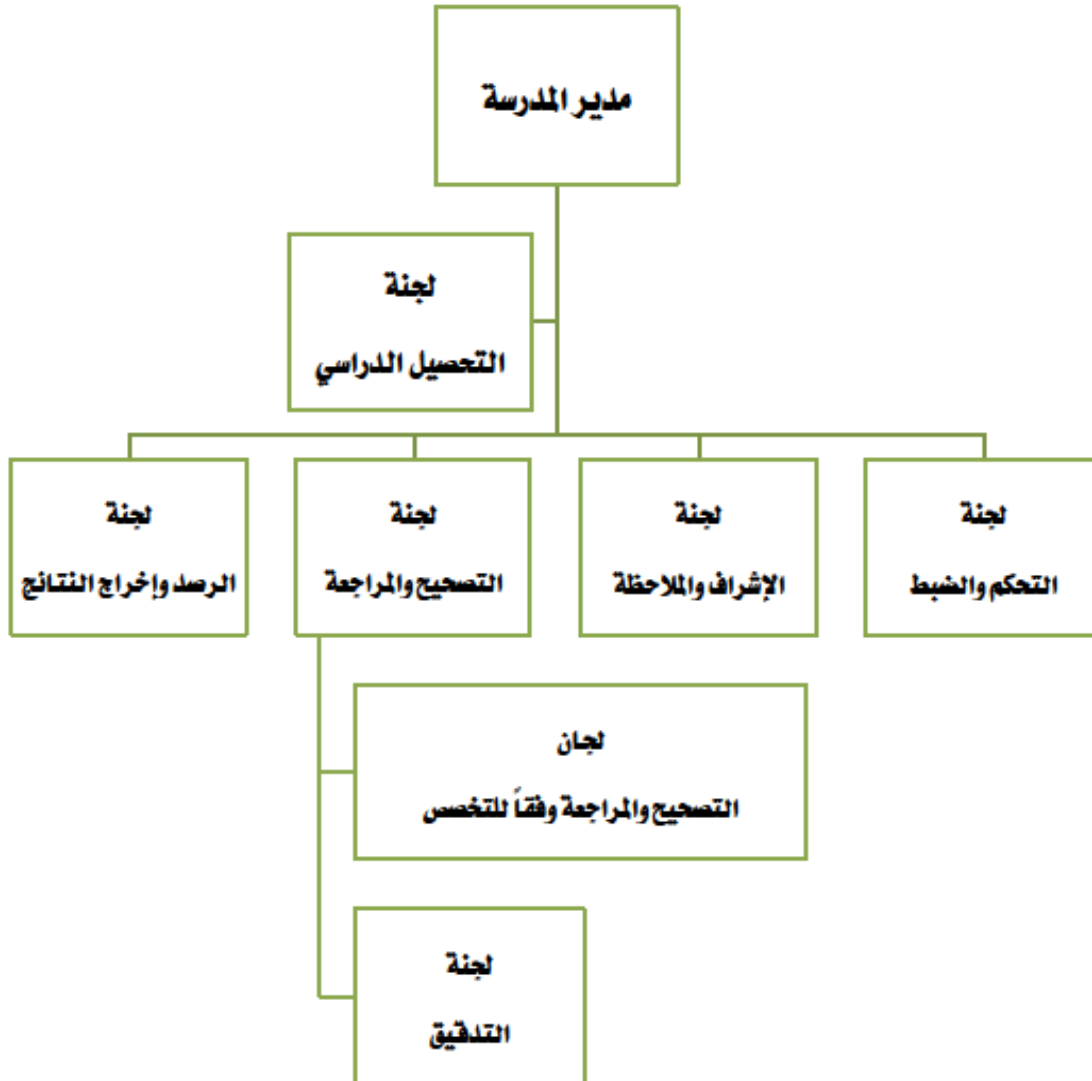 مدير المدرسة
لجنة
التحصيل الدراسي
لجنة
التحكم والضبط
لجنة
الإشراف والملاحظة
لجنة
التصحيح والمراجعة
لجنة
الرصد وإخراج النتائج
لجان
التصحيح والمراجعة وفقاً للتخصص
لجنة
التدقيق